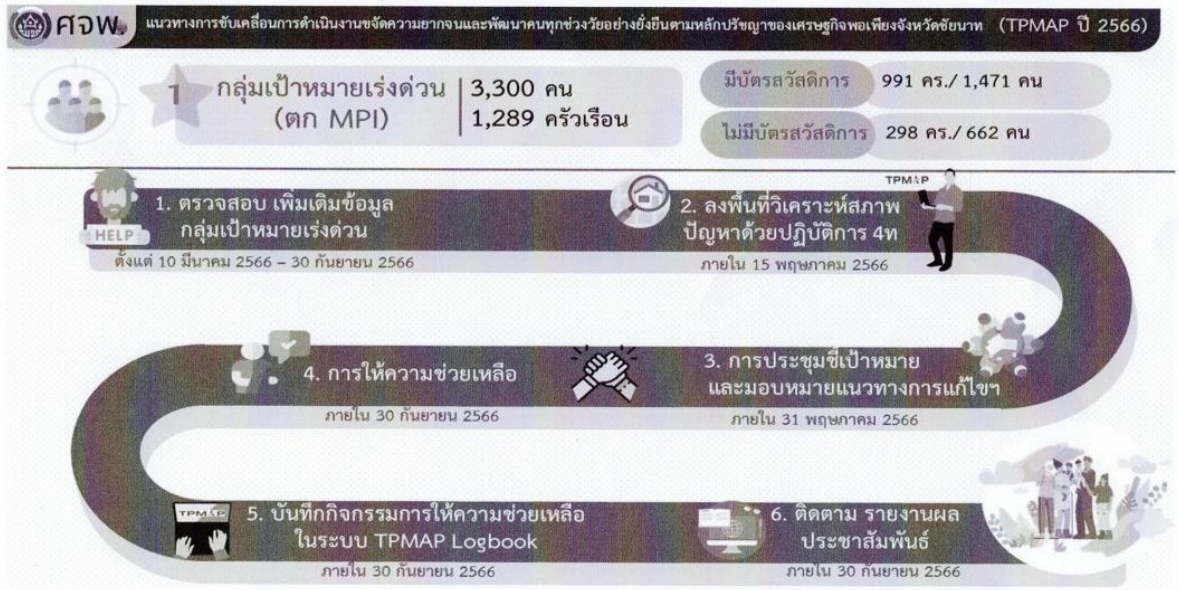 ศจพ. แนวทางการขับเคลื่อนการดำเนินงานขจัดความยากจนและพัฒนาคนทุกช่วงวัยอย่างยั่งยืนตามหลักปรัชญาของเศรษฐกิจพอเพียงจังหวัดชัยนาท (TPMAP ปี 2566)
1 กลุ่มเป้าหมายเร่งด่วน 3,300 คน
(ตก MPI) 1,289 ครัวเรือน
มีบัตรสวัสดิการ 991 คร./ 1,471 คน
ไม่มีบัตรสวัสดิการ 298 คร./ 662 คน
HELP
1. ตรวจสอบ เพิ่มเติมข้อมูล
กลุ่มเป้าหมายเร่งด่วน
ตั้งแต่ 10 มีนาคม 2566 – 30 กันยายน 2566
TPMAP
2. ลงพื้นที่วิเคราะห์สภาพ
ปัญหาด้วยปฏิบัติการ 4ท
ภายใน 15 พฤษภาคม 2566
3. การประชุมชี้เป้าหมาย
และมอบหมายแนวทางการแก้ไขฯ
ภายใน 31 พฤษภาคม 2566
4. การให้ความช่วยเหลือ
ภายใน 30 กันยายน 2566
TPMAP
5. บันทึกกิจกรรมการให้ความช่วยเหลือ
ในระบบ TPMAP Logbook
ภายใน 30 กันยายน 2566
6. ติดตาม รายงานผล
ประชาสัมพันธ์
ภายใน 30 กันยายน 2566